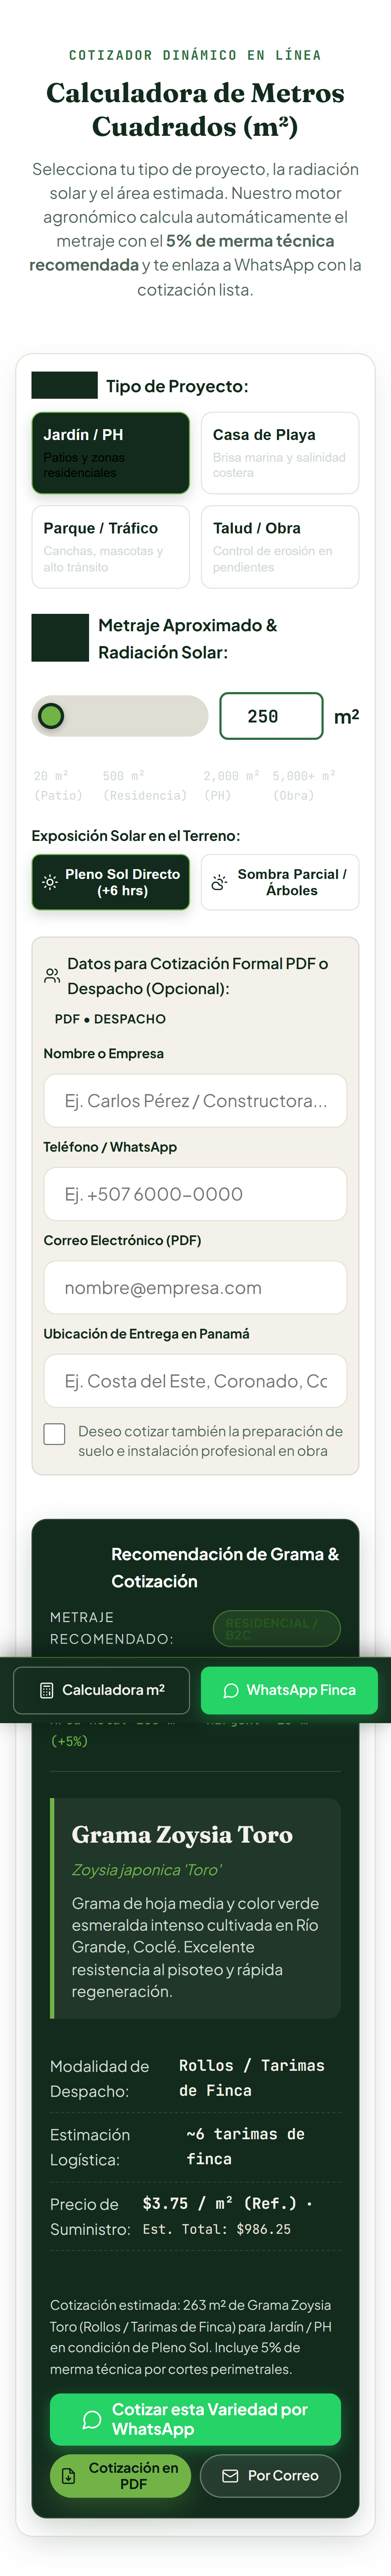 COTIZADOR DINÁMICO EN LÍNEA
Calculadora de Metros
Cuadrados (m²)
Selecciona tu tipo de proyecto, la radiación
solar y el área estimada. Nuestro motor
agronómico calcula automáticamente el
metraje con el 5% de merma técnica
recomendada y te enlaza a WhatsApp con la
cotización lista.
Tipo de Proyecto:
Jardín / PH
Patios y zonas
residenciales
Casa de Playa
Brisa marina y salinidad
costera
Parque / Tráfico
Canchas, mascotas y
alto tránsito
Talud / Obra
Control de erosión en
pendientes
Metraje Aproximado &
Radiación Solar:
250 m²
20 m² 500 m² 2,000 m² 5,000+ m²
(Patio) (Residencia) (PH) (Obra)
Exposición Solar en el Terreno:
Pleno Sol Directo
(+6 hrs)
Sombra Parcial /
Árboles
Datos para Cotización Formal PDF o
Despacho (Opcional):
PDF • DESPACHO
Nombre o Empresa
Ej. Carlos Pérez / Constructora...
Teléfono / WhatsApp
Ej. +507 6000-0000
Correo Electrónico (PDF)
nombre@empresa.com
Ubicación de Entrega en Panamá
Ej. Costa del Este, Coronado, Cc
Deseo cotizar también la preparación de
suelo e instalación profesional en obra
Recomendación de Grama &
Cotización
METRAJE
RECOMENDADO:
RESIDENCIAL /
B2C
Calculadora m²
WhatsApp Finca
(+5%)
Grama Zoysia Toro
Zoysia japonica 'Toro'
Grama de hoja media y color verde
esmeralda intenso cultivada en Río
Grande, Coclé. Excelente
resistencia al pisoteo y rápida
regeneración.
Modalidad de
Despacho:
Rollos / Tarimas
de Finca
Estimación
Logística:
~6 tarimas de
finca
Precio de
Suministro:
$3.75 / m² (Ref.) ·
Est. Total: $986.25
Cotización estimada: 263 m² de Grama Zoysia
Toro (Rollos / Tarimas de Finca) para Jardín / PH
en condición de Pleno Sol. Incluye 5% de
merma técnica por cortes perimetrales.
Cotizar esta Variedad por
WhatsApp
Cotización en
PDF
Por Correo